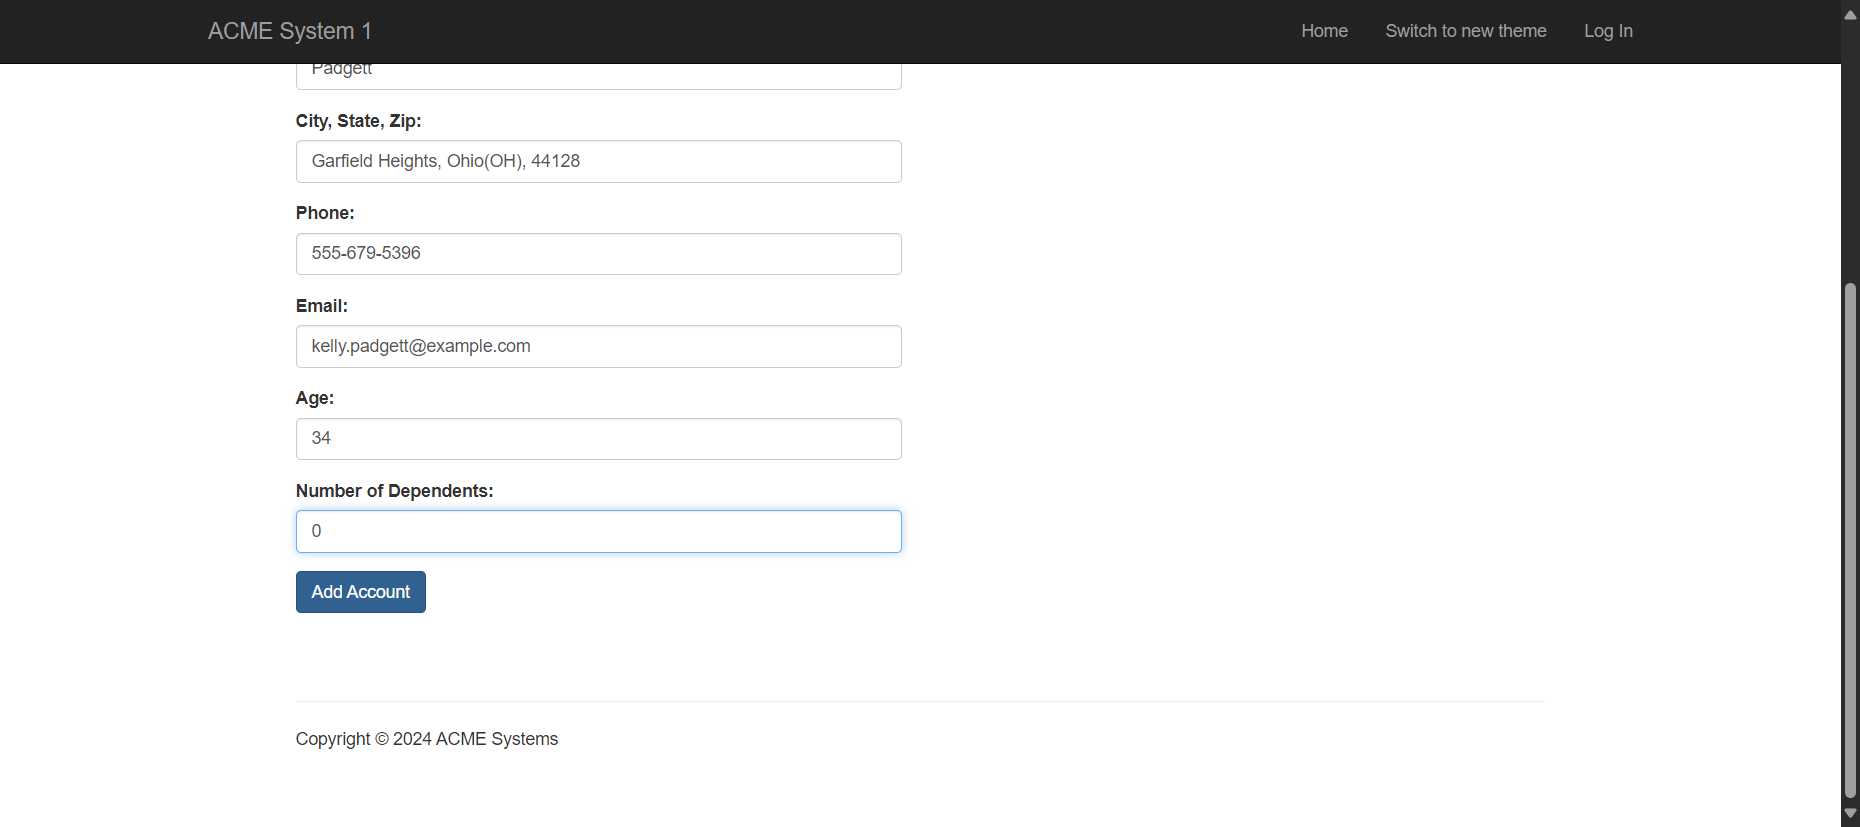 ACME System 1
Home
Switch to new theme
Log In
Padgett
City, State, Zip:
Garfield Heights, Ohio(OH), 44128
Phone:
555-679-5396
Email:
kelly.padgett@example.com
Age:
34
Number of Dependents:
0
Add Account
Copyright © 2024 ACME Systems